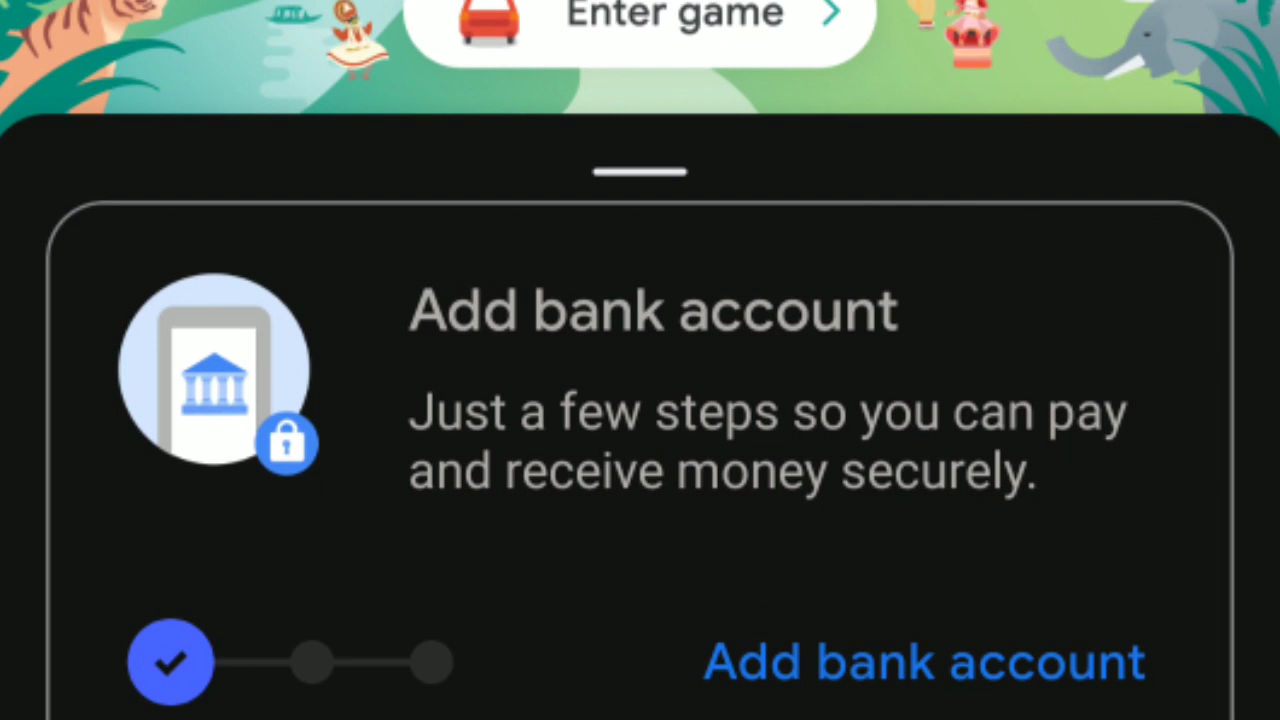 Enter game
Add bank account
Just a few steps so you can pay
and receive money securely.
Add bank account